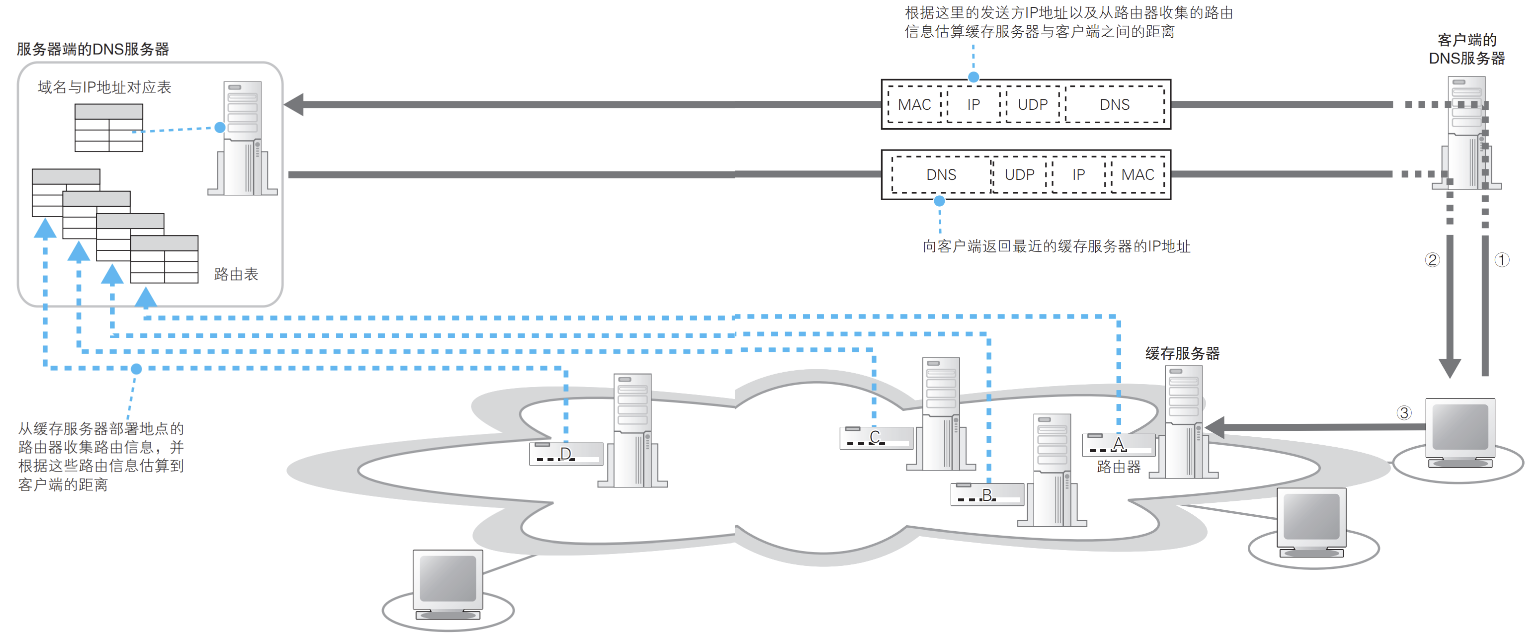 根据这里的发送方IP地址以及从路由器收集的路由
信息估算缓存服务器与客户端之间的距离
服务器端的DNS服务器
客户端的
DNS服务器
域名与IP地址对应表
MAC IP UDP DNS
DNS UDP IP MAC
向客户端返回最近的缓存服务器的IP地址
② ①
路由表
缓存服务器
③
从缓存服务器部署地点的
路由器收集路由信息，并
根据这些路由信息估算到
客户端的距离
D
C
B
A
路由器